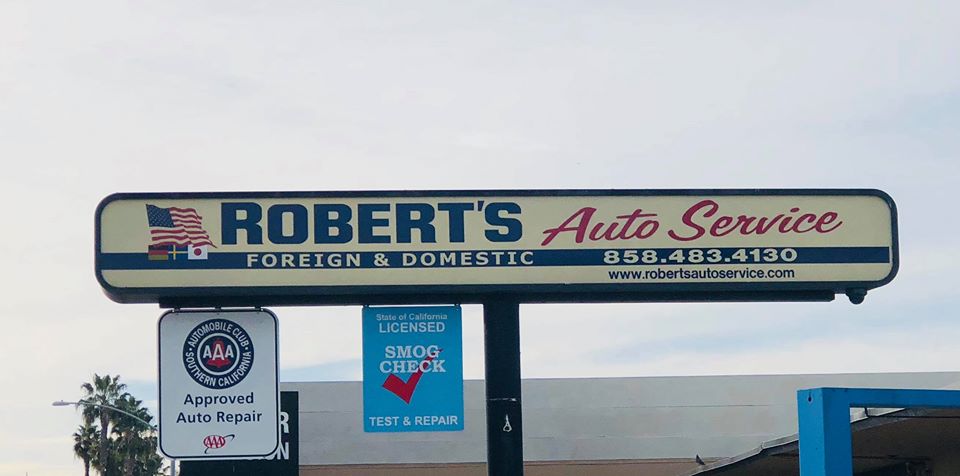 ROBERT'S Auto Service
FOREIGN & DOMESTIC 858.483.4130
www.robertsautoservice.com
AUTOMOBILE CLUB
AAA
SOUTHERN CALIFORNIA
Approved
Auto Repair
AAA
State of California
LICENSED
SMOG
CHECK
TEST & REPAIR